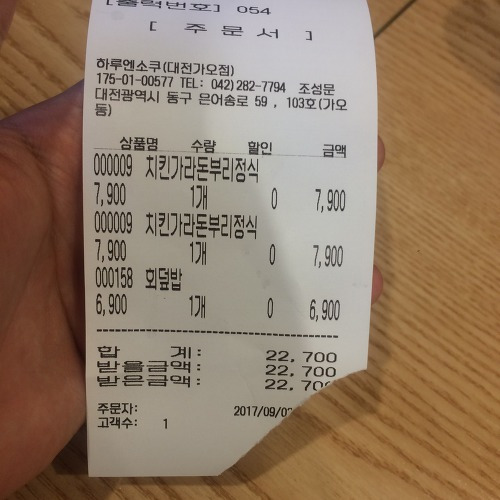 [출력번호] 054
[ 주 문 서 ]
하루엔소쿠(대전가오점)
175-01-00577 TEL: 042)282-7794 조성문
대전광역시 동구 은어송로 59 , 103호(가오
동)
상품명 수량 할인 금액
000009 치킨가라돈부리정식
7,900 1개 0 7,900
000009 치킨가라돈부리정식
7,900 1개 0 7,900
000158 회덮밥
6,900 1개 0 6,900
합 계: 22,700
받을금액: 22,700
받은금액: 22,70
주문자: 2017/09/0
고객수: 1